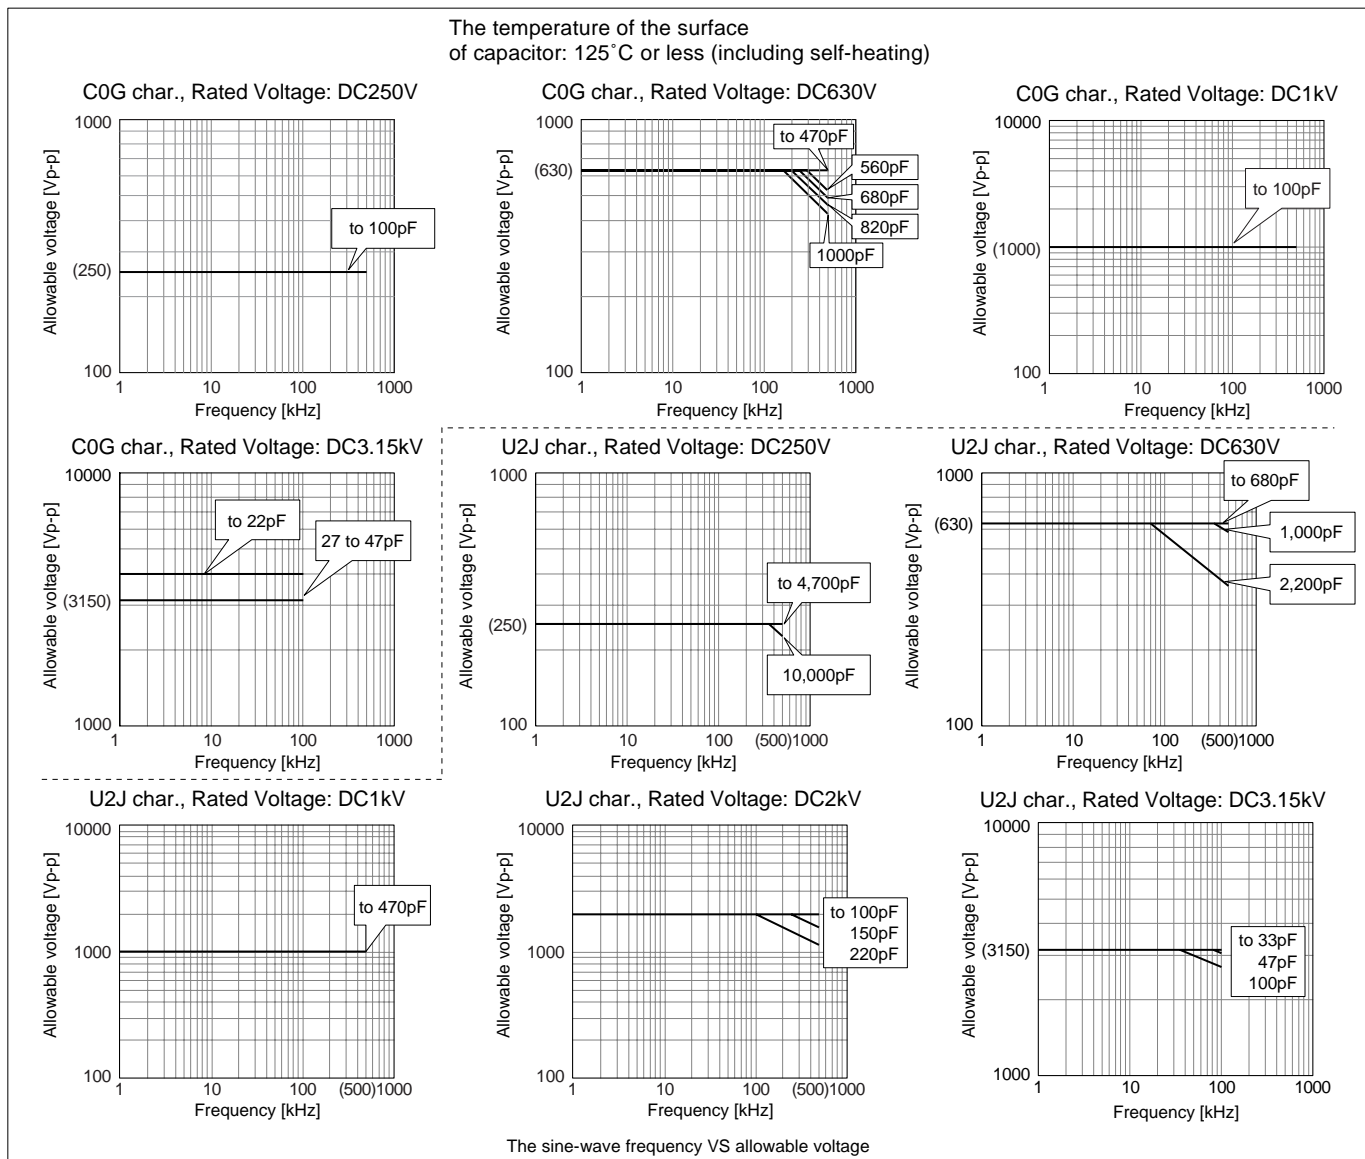 The temperature of the surface
of capacitor: 125˚C or less (including self-heating)
C0G char., Rated Voltage: DC250V
Allowable voltage [Vp-p]
1000
(250)
100
to 100pF
1 10 100 1000
Frequency [kHz]
C0G char., Rated Voltage: DC630V
Allowable voltage [Vp-p]
1000
(630)
100
to 470pF
560pF
680pF
820pF
1000pF
1 10 100 1000
Frequency [kHz]
C0G char., Rated Voltage: DC1kV
Allowable voltage [Vp-p]
10000
(1000)
100
to 100pF
1 10 100 1000
Frequency [kHz]
C0G char., Rated Voltage: DC3.15kV
Allowable voltage [Vp-p]
10000
(3150)
1000
to 22pF
27 to 47pF
1 10 100 1000
Frequency [kHz]
U2J char., Rated Voltage: DC250V
Allowable voltage [Vp-p]
1000
(250)
100
to 4,700pF
10,000pF
1 10 100 (500)1000
Frequency [kHz]
U2J char., Rated Voltage: DC630V
Allowable voltage [Vp-p]
1000
(630)
100
to 680pF
1,000pF
2,200pF
1 10 100 (500)1000
Frequency [kHz]
U2J char., Rated Voltage: DC1kV
Allowable voltage [Vp-p]
10000
1000
100
to 470pF
1 10 100 (500)1000
Frequency [kHz]
U2J char., Rated Voltage: DC2kV
Allowable voltage [Vp-p]
10000
1000
100
to 100pF
150pF
220pF
1 10 100 (500)1000
Frequency [kHz]
U2J char., Rated Voltage: DC3.15kV
Allowable voltage [Vp-p]
10000
(3150)
1000
to 33pF
47pF
100pF
1 10 100 1000
Frequency [kHz]
The sine-wave frequency VS allowable voltage